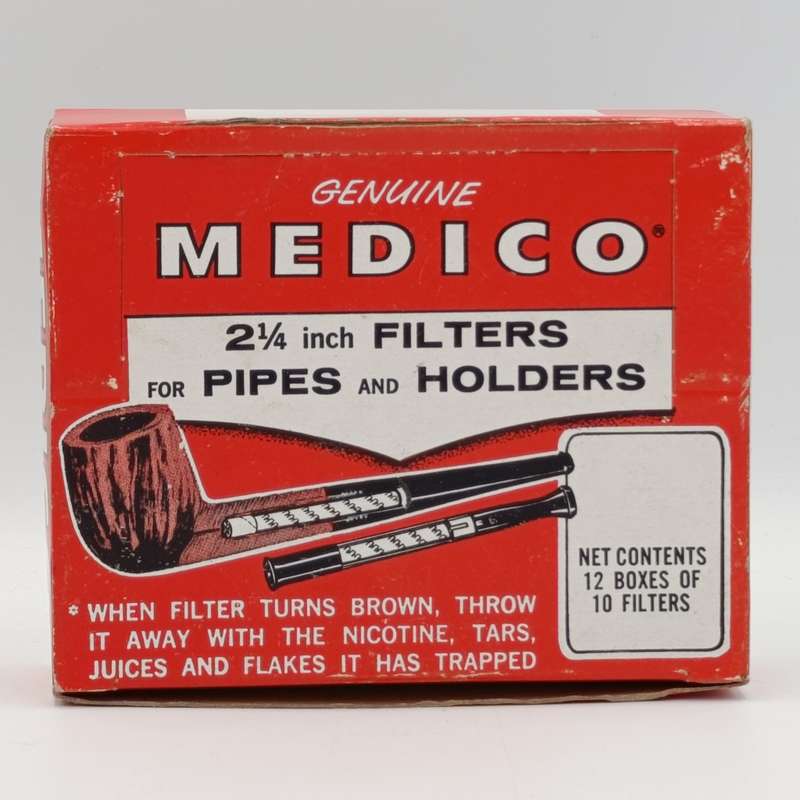 GENUINE
MEDICO®
2¼ inch FILTERS
FOR PIPES AND HOLDERS
NET CONTENTS
12 BOXES OF
10 FILTERS
* WHEN FILTER TURNS BROWN, THROW
IT AWAY WITH THE NICOTINE, TARS,
JUICES AND FLAKES IT HAS TRAPPED